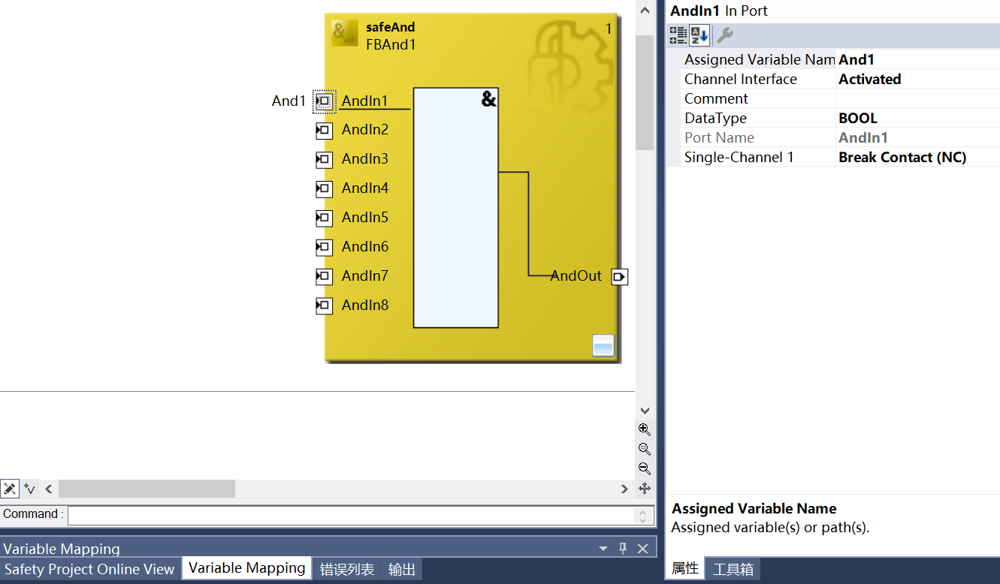 safeAnd
FBAnd1
1
&
And1
AndIn1
AndIn2
AndIn3
AndIn4
AndIn5
AndIn6
AndIn7
AndIn8
AndOut
Command :
Variable Mapping
Safety Project Online View Variable Mapping 错误列表 输出
AndIn1 In Port
Assigned Variable Nam And1
Channel Interface Activated
Comment
DataType BOOL
Port Name AndIn1
Single-Channel 1 Break Contact (NC)
Assigned Variable Name
Assigned variable(s) or path(s).
属性 工具箱